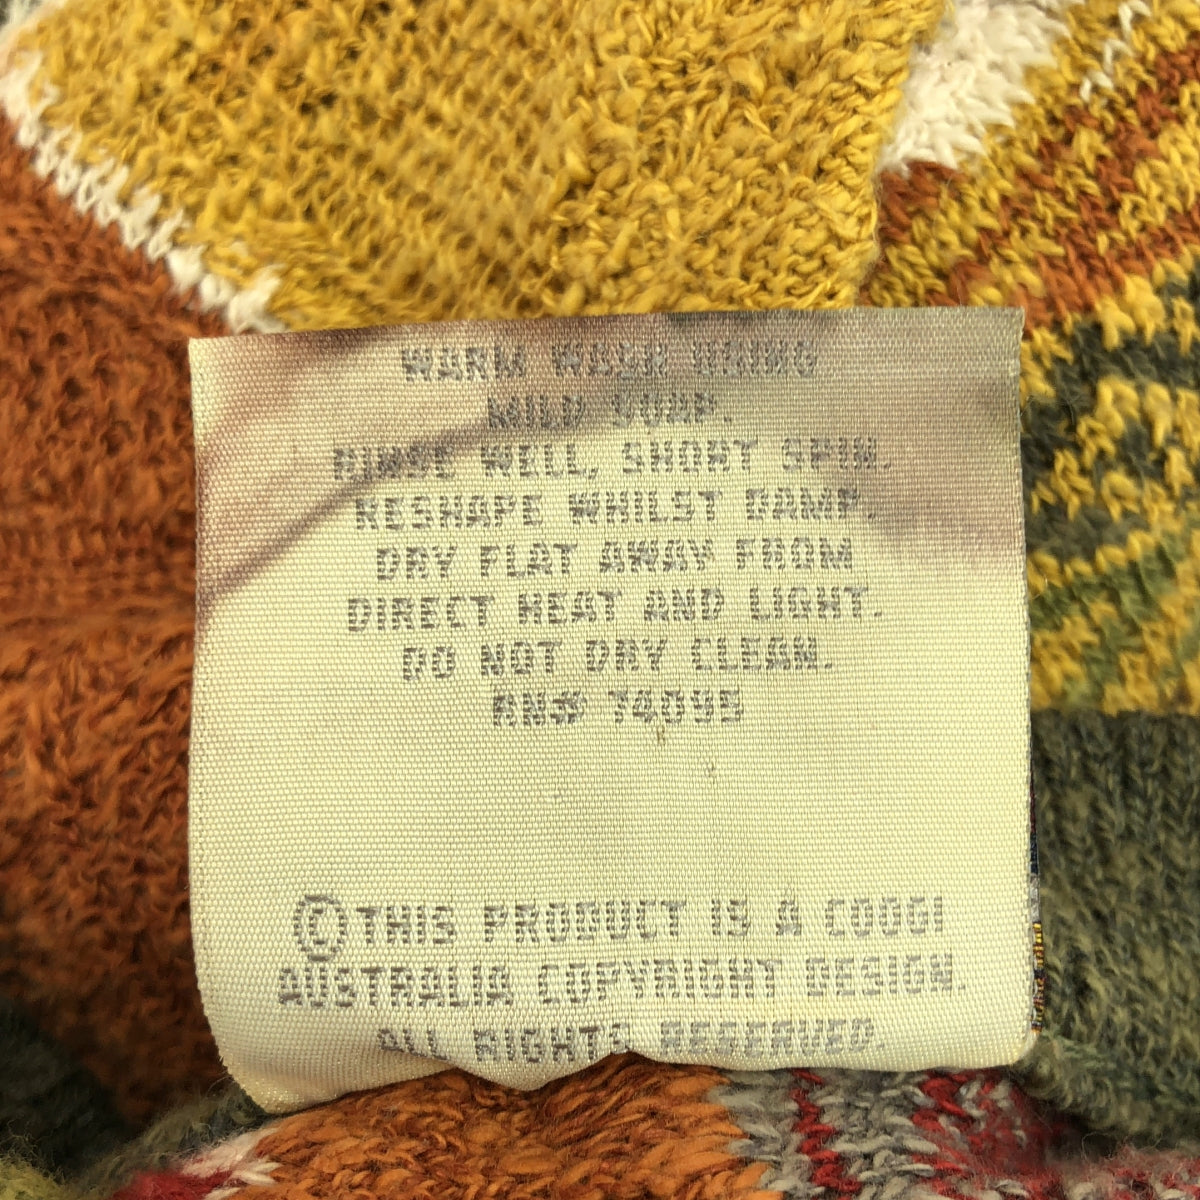 WARM WASH USING
MILD SOAP.
RINSE WELL, SHORT SPIN.
RESHAPE WHILST DAMP.
DRY FLAT AWAY FROM
DIRECT HEAT AND LIGHT.
DO NOT DRY CLEAN.
RN# 74095
© THIS PRODUCT IS A COOGI
AUSTRALIA COPYRIGHT DESIGN.
ALL RIGHTS RESERVED.